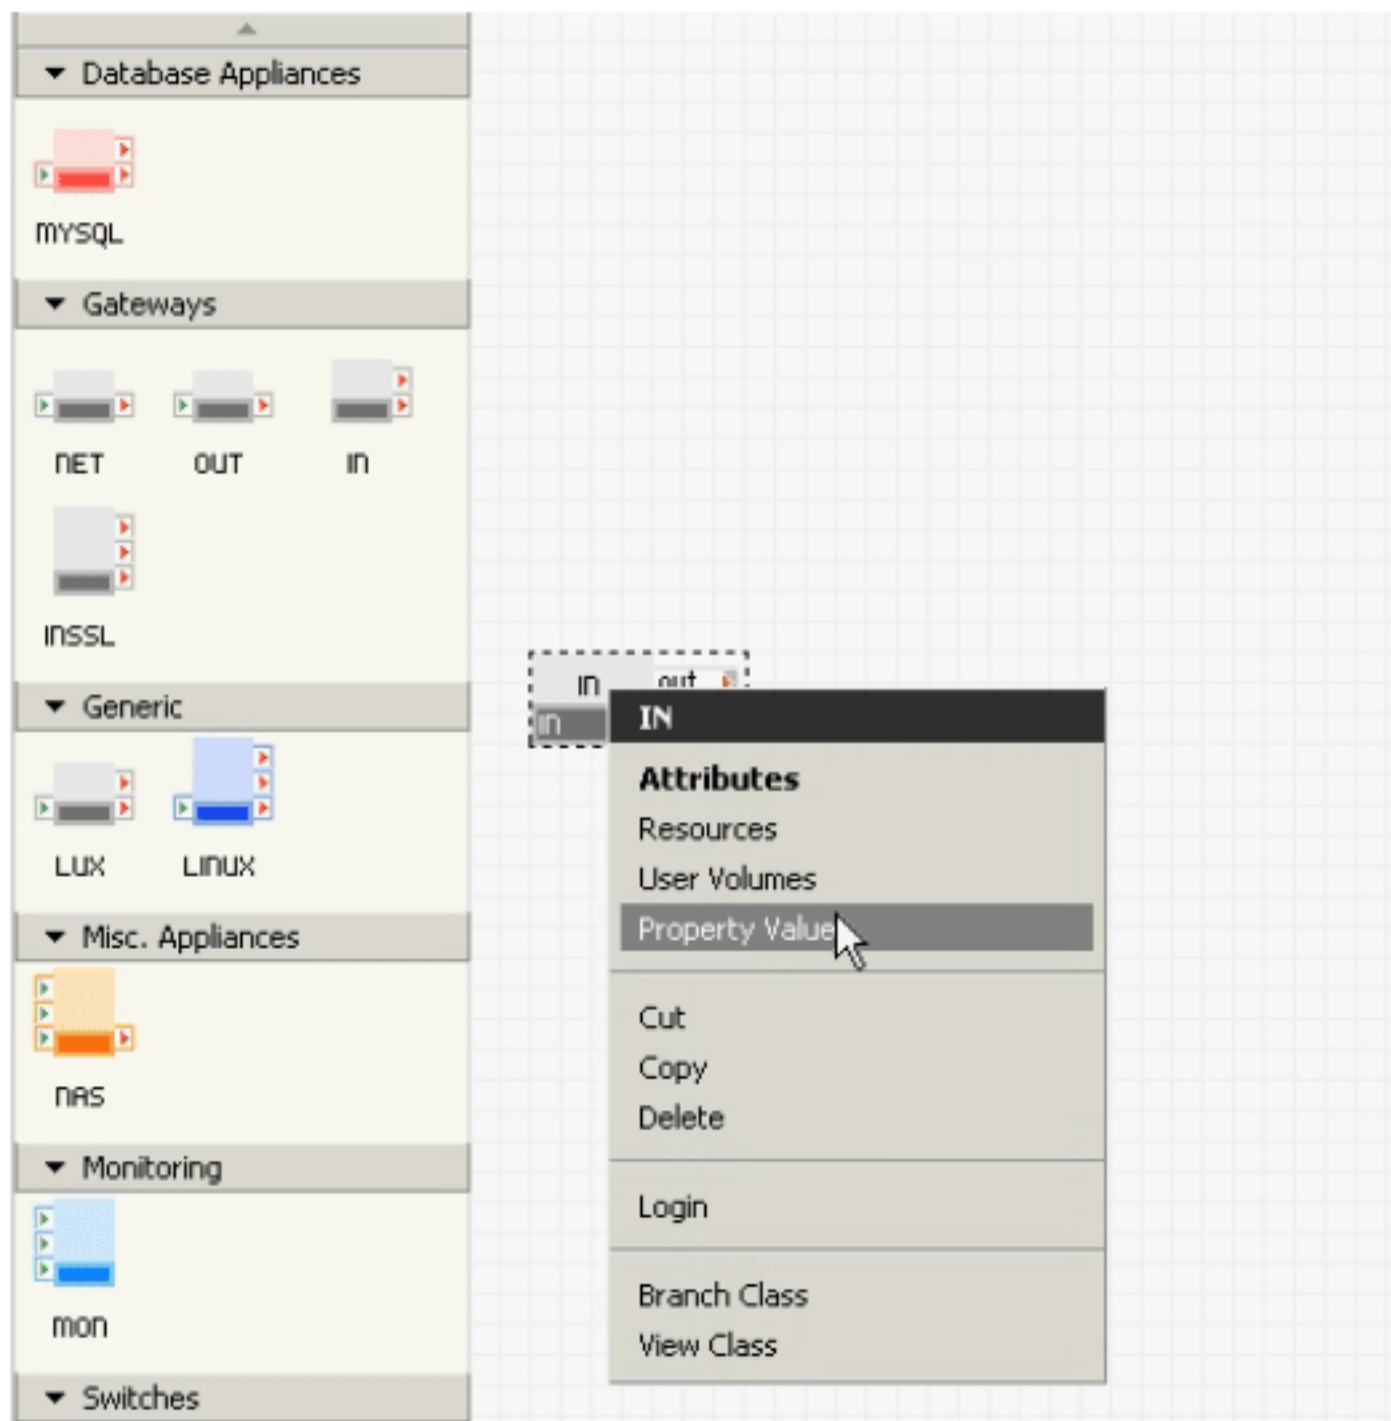 Database Appliances
MYSQL
Gateways
NET OUT IN
INSSL
Generic
LUX LINUX
Misc. Appliances
NAS
Monitoring
MON
Switches
IN out
IN
IN
Attributes
Resources
User Volumes
Property Value
Cut
Copy
Delete
Login
Branch Class
View Class